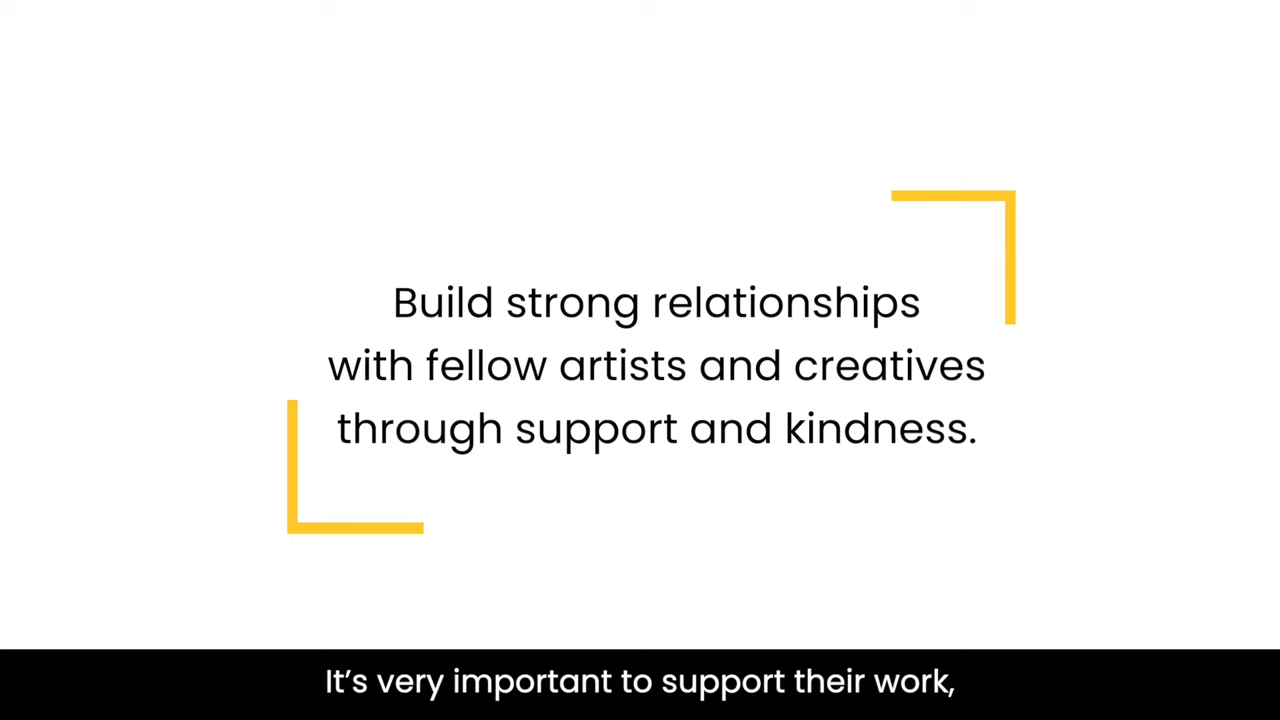 Build strong relationships
with fellow artists and creatives
through support and kindness.
It’s very important to support their work,